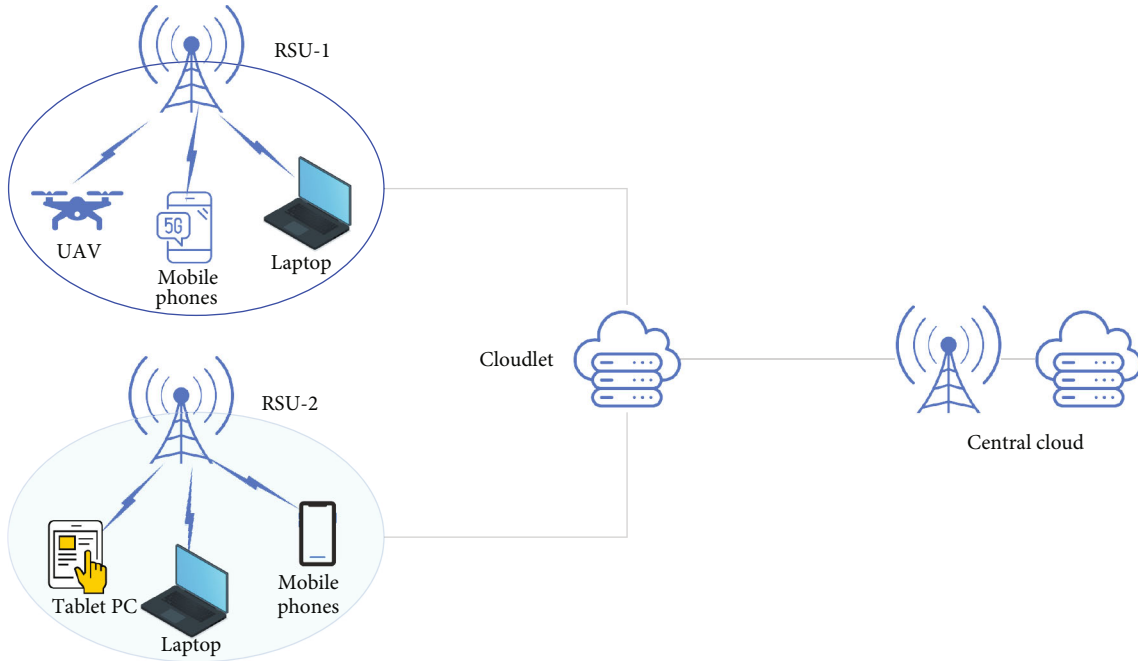 RSU-1
5G
UAV
Mobile
phones
Laptop
Cloudlet
Central cloud
RSU-2
Tablet PC
Laptop
Mobile
phones